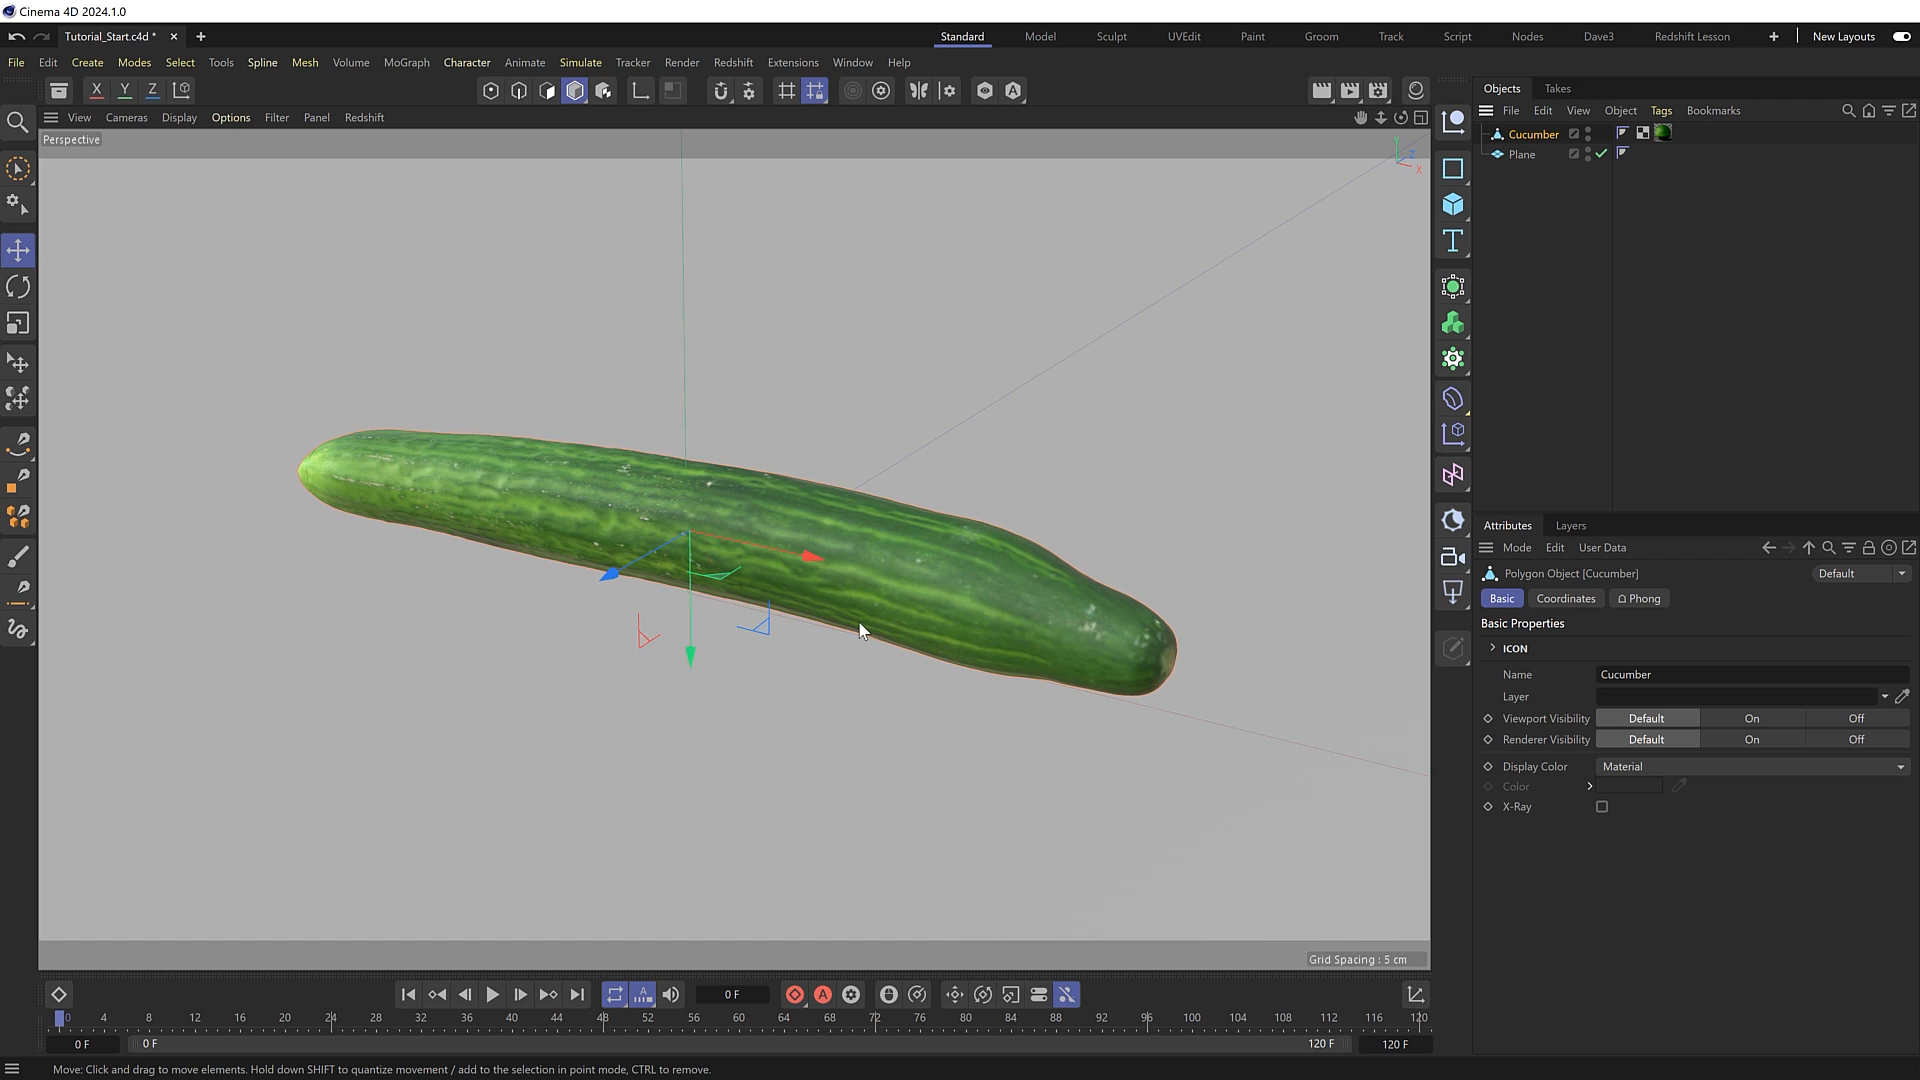 Cinema 4D 2024.1.0
Tutorial_Start.c4d * × + Standard Model Sculpt UVEdit Paint Groom Track Script Nodes Dave3 Redshift Lesson + New Layouts
File Edit Create Modes Select Tools Spline Mesh Volume MoGraph Character Animate Simulate Tracker Render Redshift Extensions Window Help
X Y Z
Objects Takes
View Cameras Display Options Filter Panel Redshift
File Edit View Object Tags Bookmarks
Perspective
Cucumber
Plane
Y
Z
X
Attributes Layers
Mode Edit User Data
Polygon Object [Cucumber] Default
Basic Coordinates Phong
Basic Properties
ICON
Name Cucumber
Layer
Viewport Visibility Default On Off
Renderer Visibility Default On Off
Display Color Material
Color
X-Ray
Grid Spacing : 5 cm
0 F
0 4 8 12 16 20 24 28 32 36 40 44 48 52 56 60 64 68 72 76 80 84 88 92 96 100 104 108 112 116 120
0 F 0 F 120 F 120 F
Move: Click and drag to move elements. Hold down SHIFT to quantize movement / add to the selection in point mode, CTRL to remove.